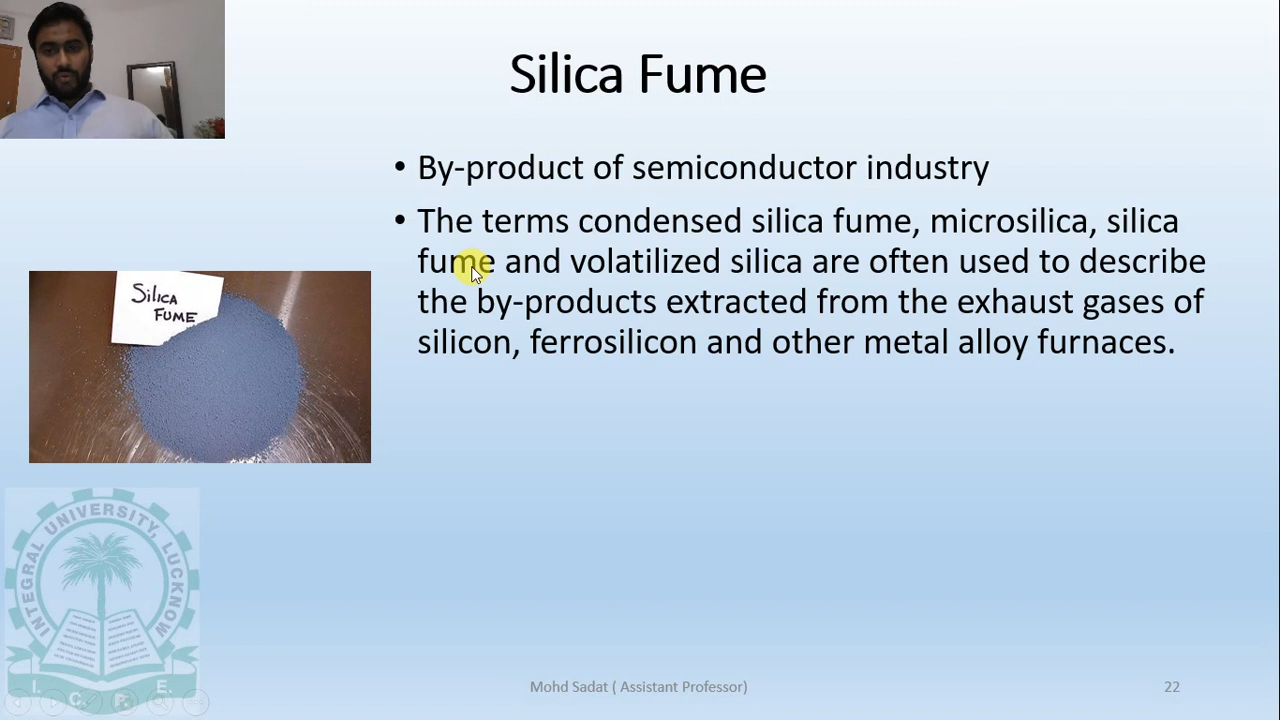 Silica Fume
• By-product of semiconductor industry
• The terms condensed silica fume, microsilica, silica
fume and volatilized silica are often used to describe
the by-products extracted from the exhaust gases of
silicon, ferrosilicon and other metal alloy furnaces.
SILICA
FUME
INTEGRAL UNIVERSITY, LUCKNOW
Mohd Sadat ( Assistant Professor)
22